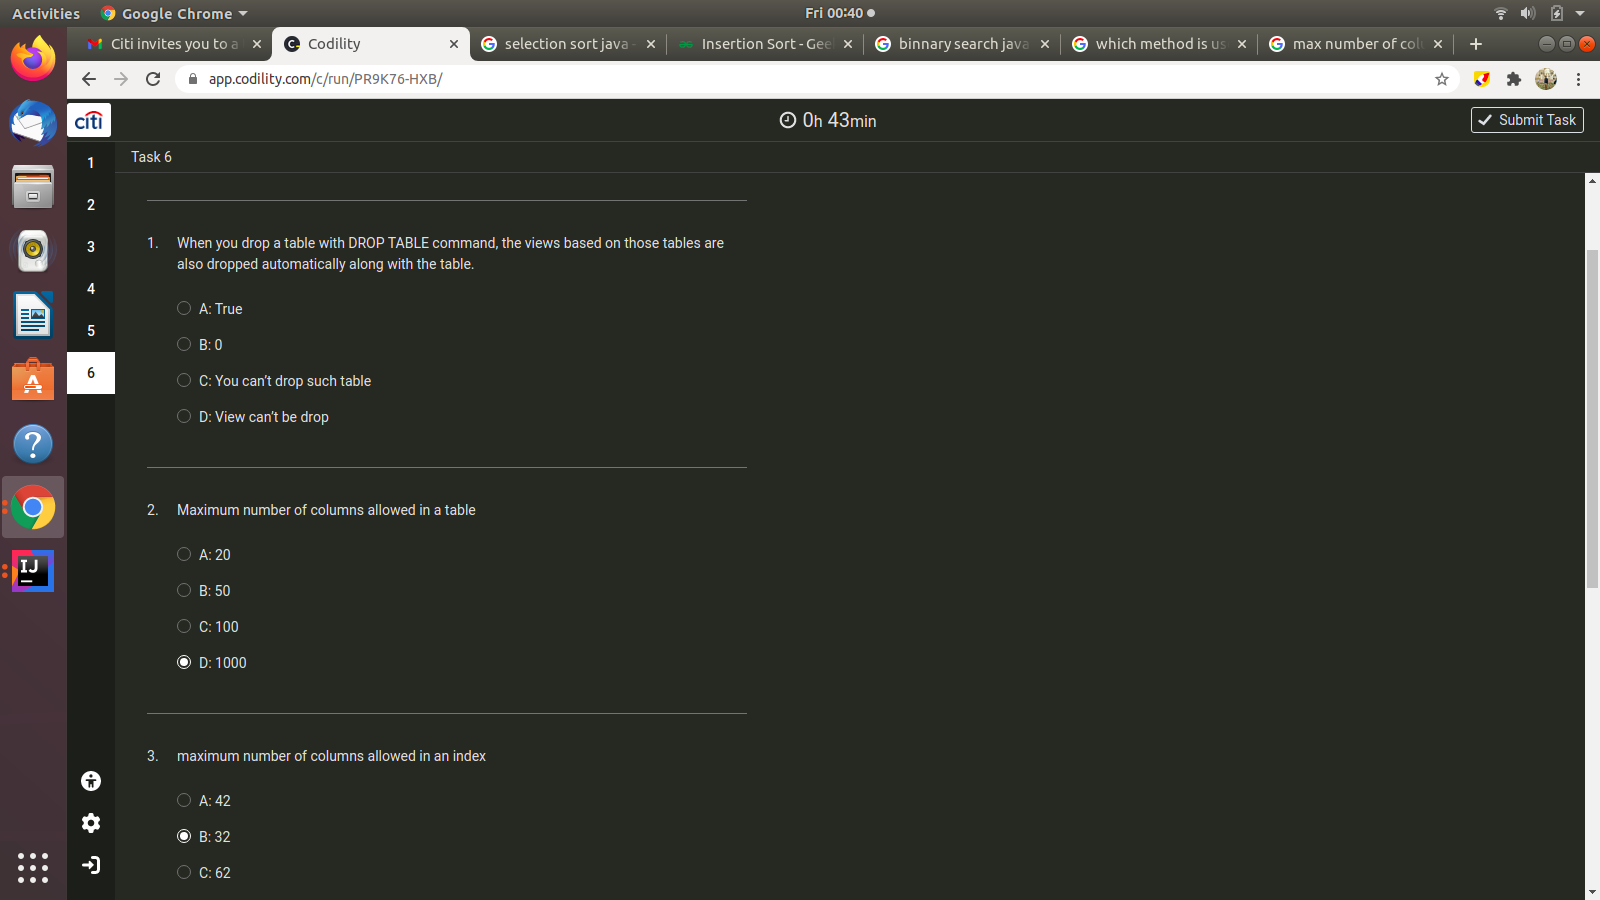 Activities
Google Chrome
Fri 00:40
Citi invites you to a
Codility
selection sort java
Insertion Sort - Gee
binnary search java
which method is us
max number of col
app.codility.com/c/run/PR9K76-HXB/
citi
0h 43min
Submit Task
Task 6
1
2
3
4
5
6
1. When you drop a table with DROP TABLE command, the views based on those tables are
also dropped automatically along with the table.
A: True
B: 0
C: You can’t drop such table
D: View can’t be drop
2. Maximum number of columns allowed in a table
A: 20
B: 50
C: 100
D: 1000
3. maximum number of columns allowed in an index
A: 42
B: 32
C: 62